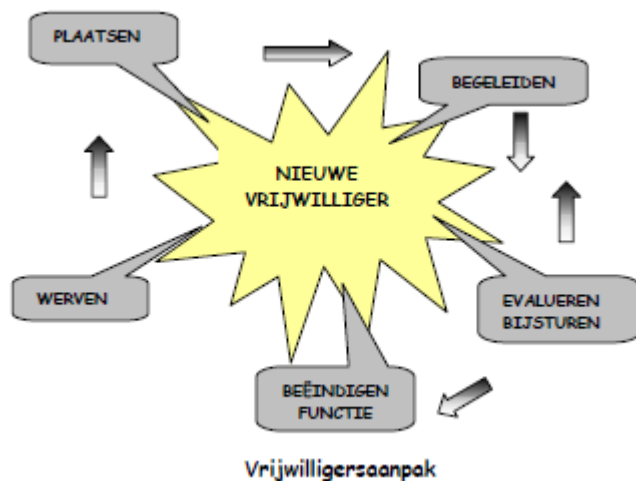 PLAATSEN
BEGELEIDEN
NIEUWE
VRIJWILLIGER
WERVEN
EVALUEREN
BIJSTUREN
BEËINDIGEN
FUNCTIE
Vrijwilligersaanpak